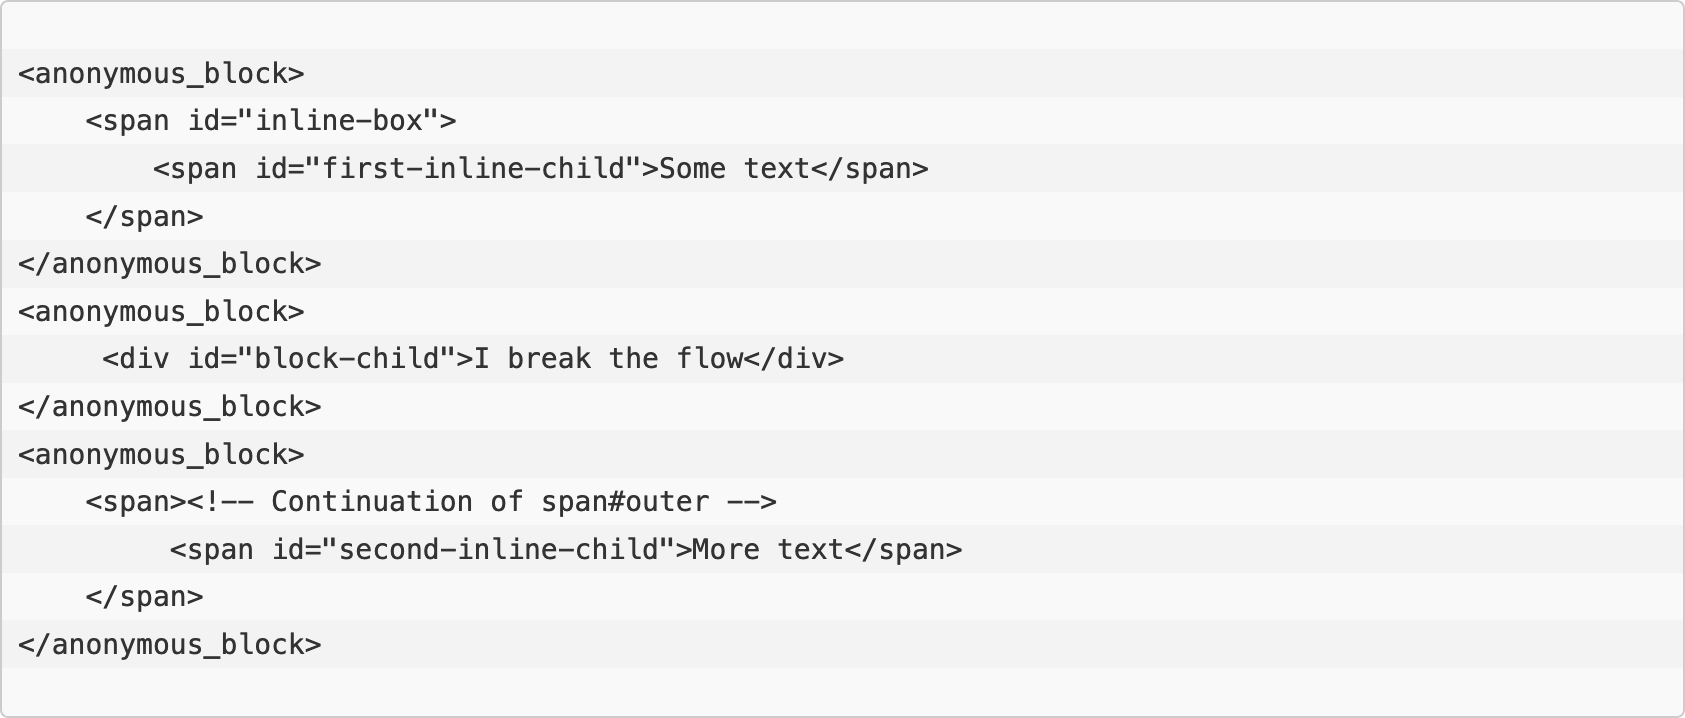 <anonymous_block>
    <span id="inline-box">
        <span id="first-inline-child">Some text</span>
    </span>
</anonymous_block>
<anonymous_block>
     <div id="block-child">I break the flow</div>
</anonymous_block>
<anonymous_block>
    <span><!-- Continuation of span#outer -->
         <span id="second-inline-child">More text</span>
    </span>
</anonymous_block>